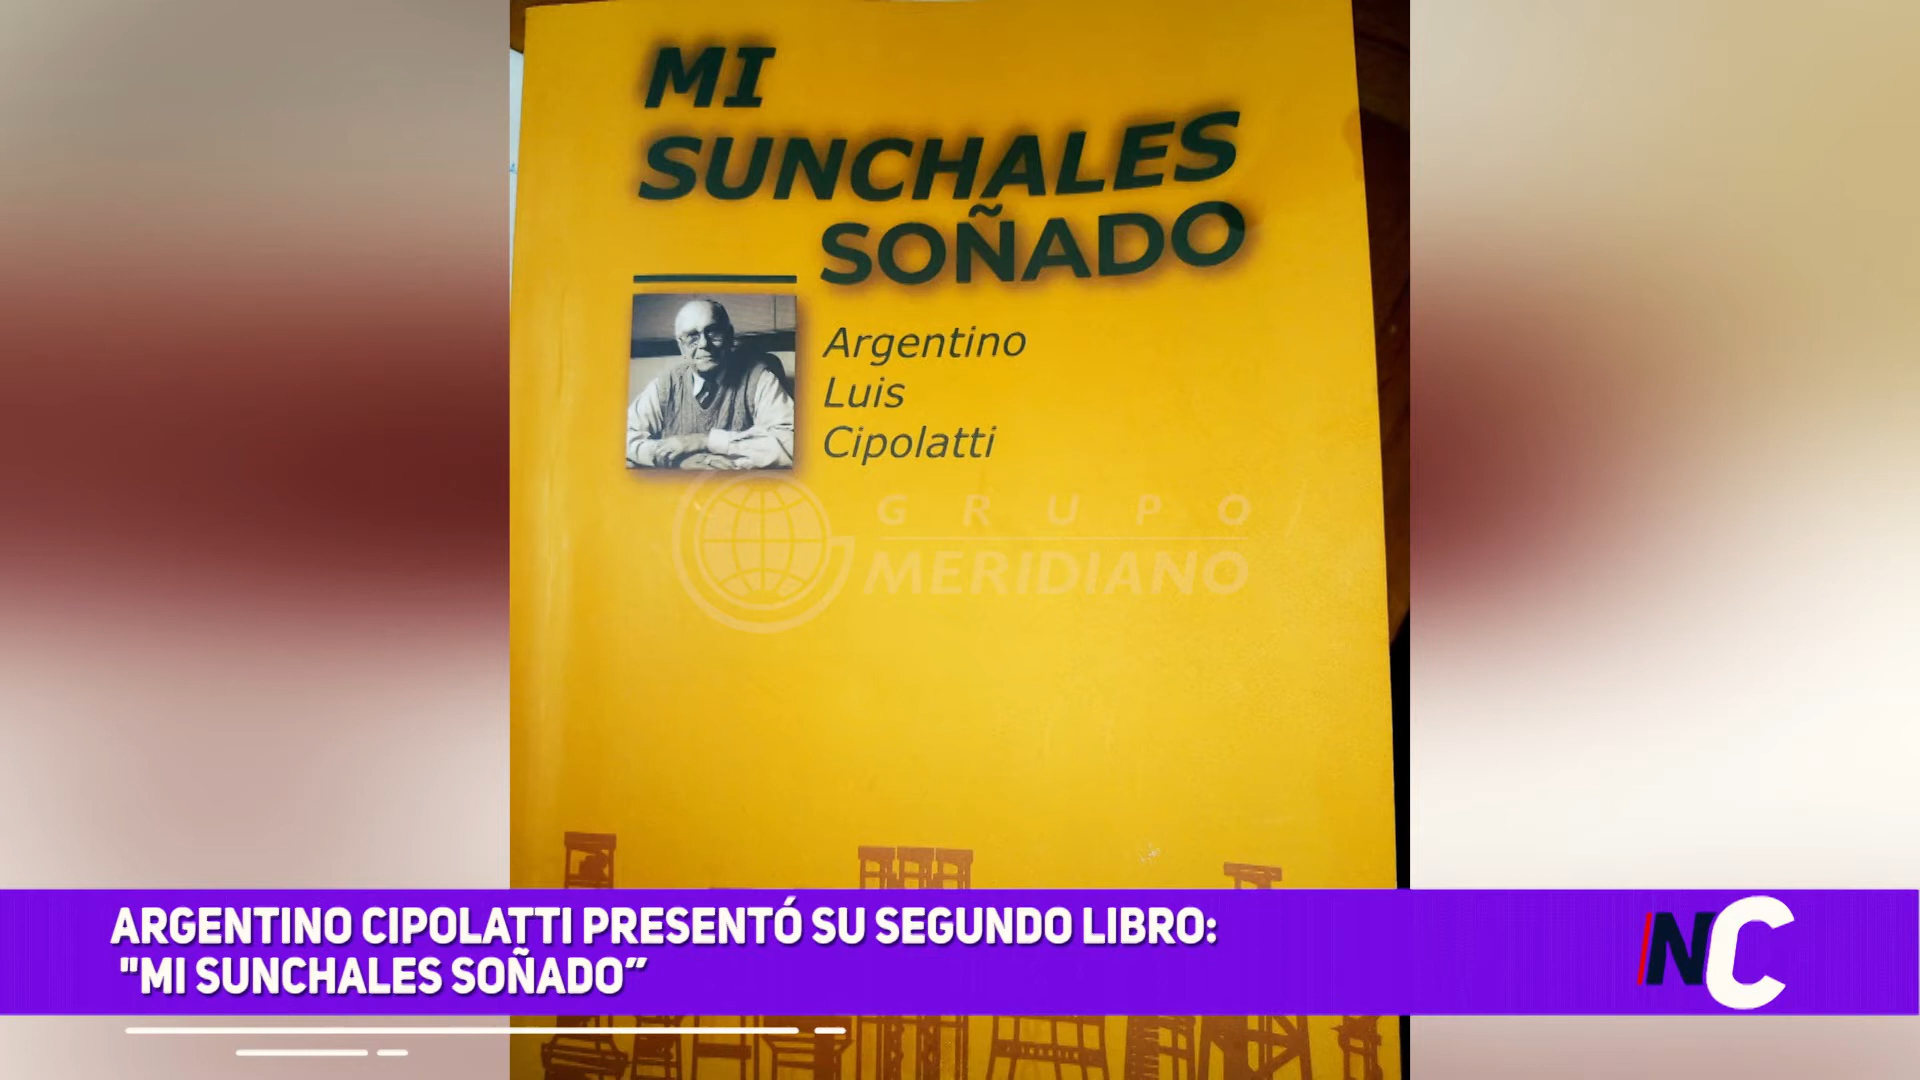 MI
SUNCHALES
SOÑADO
Argentino
Luis
Cipolatti
GRUPO
MERIDIANO
ARGENTINO CIPOLATTI PRESENTÓ SU SEGUNDO LIBRO:
"MI SUNCHALES SOÑADO”
NC